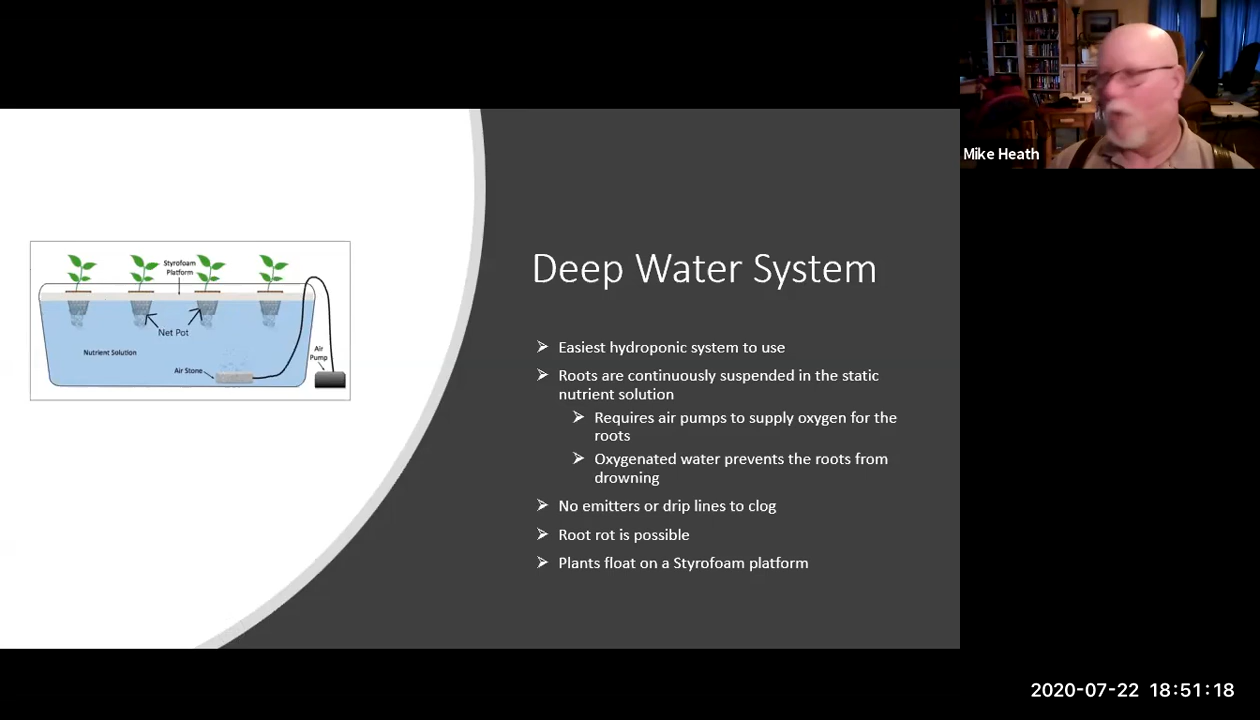 Mike Heath
Styrofoam
Platform
Net Pot
Nutrient Solution
Air Stone
Air
Pump
Deep Water System
Easiest hydroponic system to use
Roots are continuously suspended in the static
nutrient solution
Requires air pumps to supply oxygen for the
roots
Oxygenated water prevents the roots from
drowning
No emitters or drip lines to clog
Root rot is possible
Plants float on a Styrofoam platform
2020-07-22 18:51:18